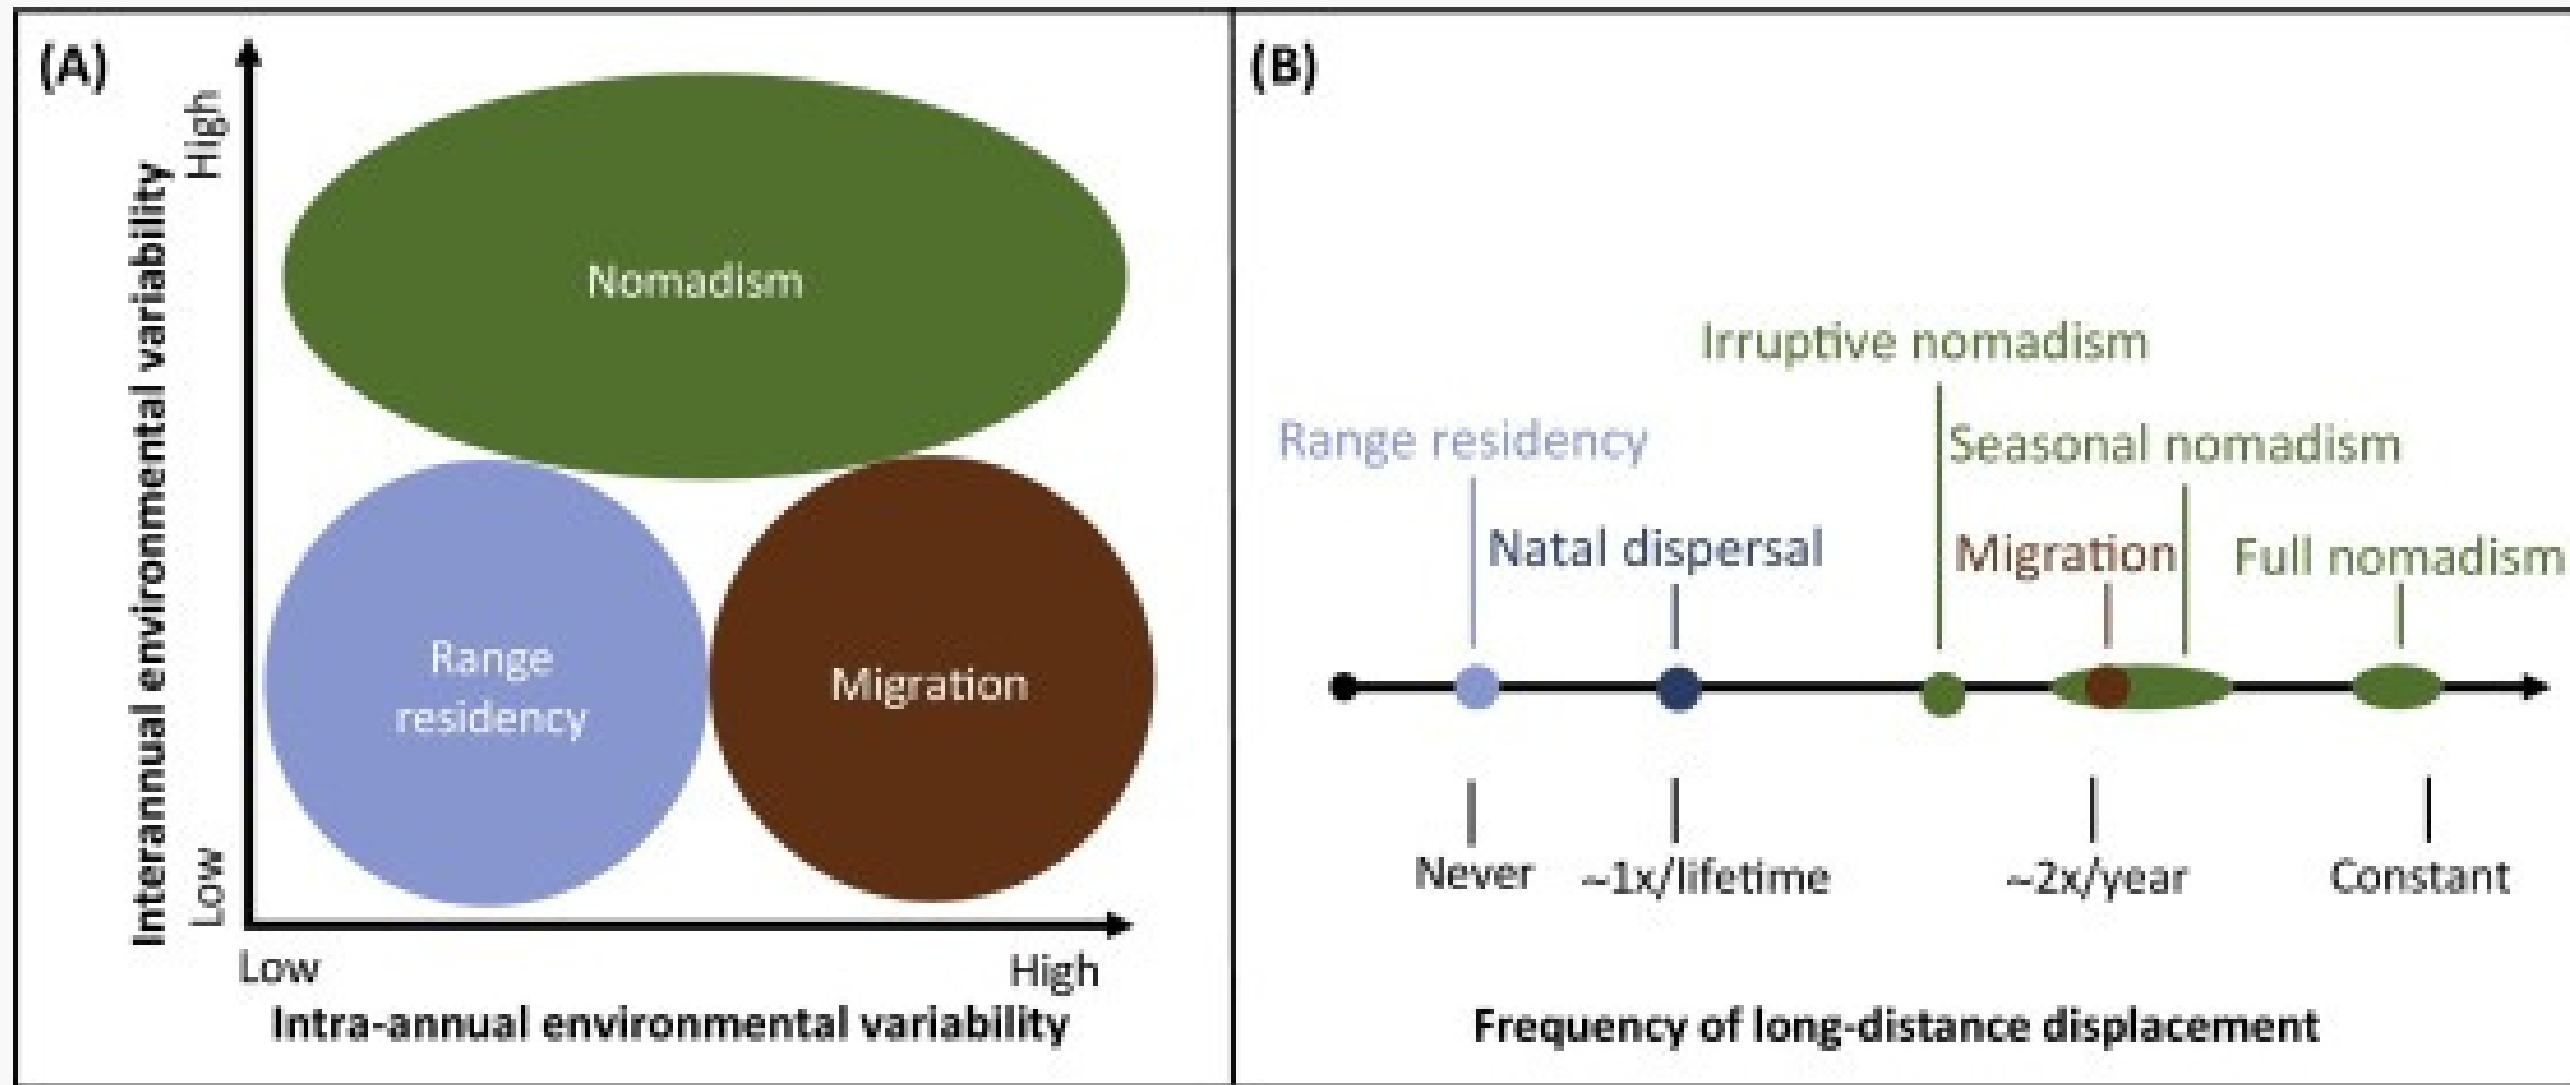 (A)
High
Interannual environmental variability
Low
Nomadism
Range
residency
Migration
Low
High
Intra-annual environmental variability
(B)
Irruptive nomadism
Range residency
Seasonal nomadism
Natal dispersal
Migration
Full nomadism
Never
~1x/lifetime
~2x/year
Constant
Frequency of long-distance displacement